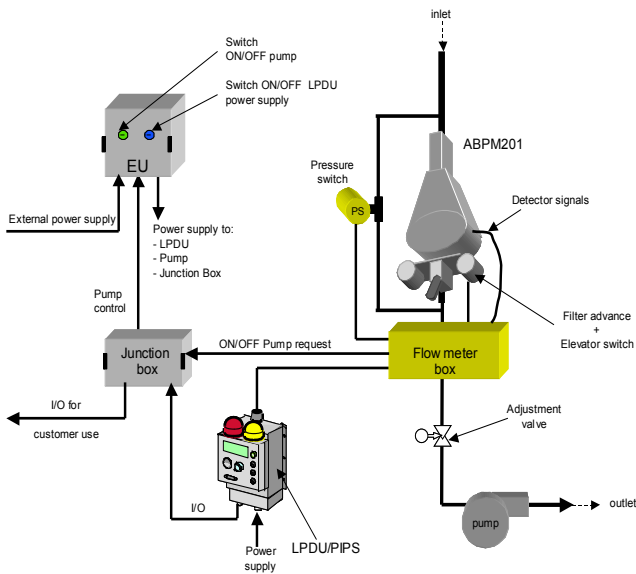 inlet
Switch
ON/OFF pump
Switch ON/OFF LPDU
power supply
ABPM201
EU
Pressure
switch
PS
Detector signals
External power supply
Power supply to:
- LPDU
- Pump
- Junction Box
Pump
control
Filter advance
+
Elevator switch
Junction
box
ON/OFF Pump request
Flow meter
box
I/O for
customer use
Adjustment
valve
I/O
LPDU/PIPS
Power
supply
pump
outlet